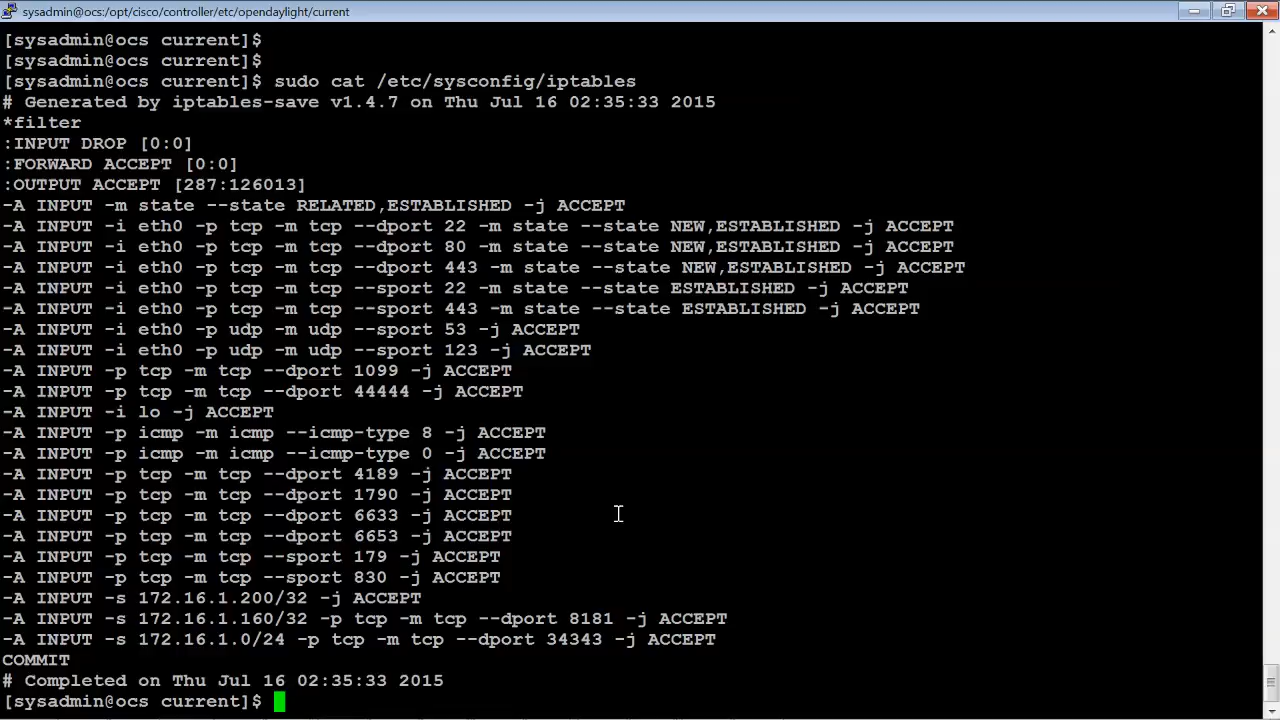 sysadmin@ocs:/opt/cisco/controller/etc/opendaylight/current
[sysadmin@ocs current]$
[sysadmin@ocs current]$
[sysadmin@ocs current]$ sudo cat /etc/sysconfig/iptables
# Generated by iptables-save v1.4.7 on Thu Jul 16 02:35:33 2015
*filter
:INPUT DROP [0:0]
:FORWARD ACCEPT [0:0]
:OUTPUT ACCEPT [287:126013]
-A INPUT -m state --state RELATED,ESTABLISHED -j ACCEPT
-A INPUT -i eth0 -p tcp -m tcp --dport 22 -m state --state NEW,ESTABLISHED -j ACCEPT
-A INPUT -i eth0 -p tcp -m tcp --dport 80 -m state --state NEW,ESTABLISHED -j ACCEPT
-A INPUT -i eth0 -p tcp -m tcp --dport 443 -m state --state NEW,ESTABLISHED -j ACCEPT
-A INPUT -i eth0 -p tcp -m tcp --sport 22 -m state --state ESTABLISHED -j ACCEPT
-A INPUT -i eth0 -p tcp -m tcp --sport 443 -m state --state ESTABLISHED -j ACCEPT
-A INPUT -i eth0 -p udp -m udp --sport 53 -j ACCEPT
-A INPUT -i eth0 -p udp -m udp --sport 123 -j ACCEPT
-A INPUT -p tcp -m tcp --dport 1099 -j ACCEPT
-A INPUT -p tcp -m tcp --dport 44444 -j ACCEPT
-A INPUT -i lo -j ACCEPT
-A INPUT -p icmp -m icmp --icmp-type 8 -j ACCEPT
-A INPUT -p icmp -m icmp --icmp-type 0 -j ACCEPT
-A INPUT -p tcp -m tcp --dport 4189 -j ACCEPT
-A INPUT -p tcp -m tcp --dport 1790 -j ACCEPT
-A INPUT -p tcp -m tcp --dport 6633 -j ACCEPT
-A INPUT -p tcp -m tcp --dport 6653 -j ACCEPT
-A INPUT -p tcp -m tcp --sport 179 -j ACCEPT
-A INPUT -p tcp -m tcp --sport 830 -j ACCEPT
-A INPUT -s 172.16.1.200/32 -j ACCEPT
-A INPUT -s 172.16.1.160/32 -p tcp -m tcp --dport 8181 -j ACCEPT
-A INPUT -s 172.16.1.0/24 -p tcp -m tcp --dport 34343 -j ACCEPT
COMMIT
# Completed on Thu Jul 16 02:35:33 2015
[sysadmin@ocs current]$